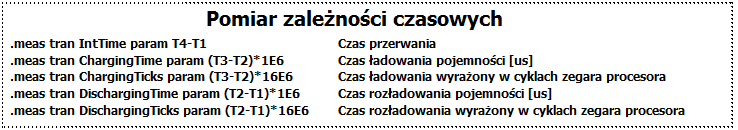 Pomiar zależności czasowych
.meas tran IntTime param T4-T1 Czas przerwania
.meas tran ChargingTime param (T3-T2)*1E6 Czas ładowania pojemności [us]
.meas tran ChargingTicks param (T3-T2)*16E6 Czas ładowania wyrażony w cyklach zegara procesora
.meas tran DischargingTime param (T2-T1)*1E6 Czas rozładowania pojemności [us]
.meas tran DischargingTicks param (T2-T1)*16E6 Czas rozładowania wyrażony w cyklach zegara procesora